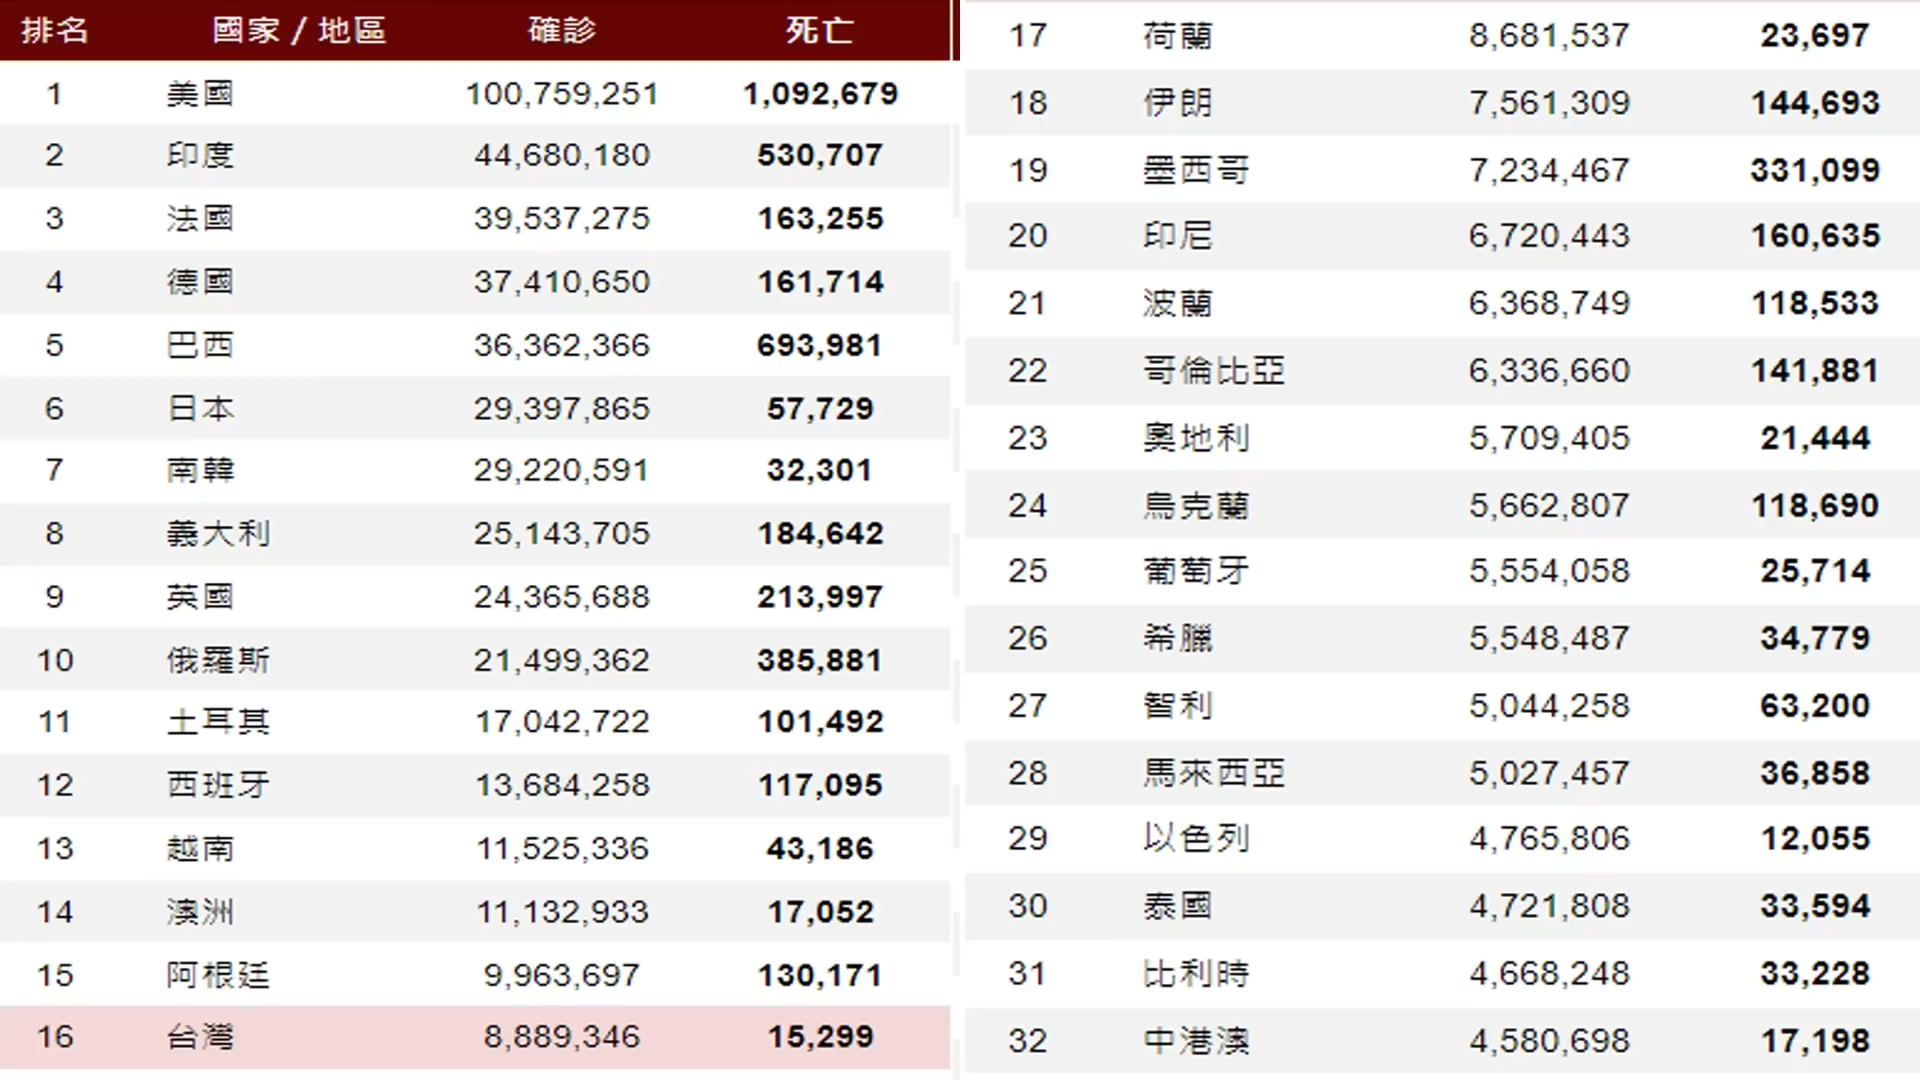 排名 國家 / 地區 確診 死亡
1 美國 100,759,251 1,092,679
2 印度 44,680,180 530,707
3 法國 39,537,275 163,255
4 德國 37,410,650 161,714
5 巴西 36,362,366 693,981
6 日本 29,397,865 57,729
7 南韓 29,220,591 32,301
8 義大利 25,143,705 184,642
9 英國 24,365,688 213,997
10 俄羅斯 21,499,362 385,881
11 土耳其 17,042,722 101,492
12 西班牙 13,684,258 117,095
13 越南 11,525,336 43,186
14 澳洲 11,132,933 17,052
15 阿根廷 9,963,697 130,171
16 台灣 8,889,346 15,299
17 荷蘭 8,681,537 23,697
18 伊朗 7,561,309 144,693
19 墨西哥 7,234,467 331,099
20 印尼 6,720,443 160,635
21 波蘭 6,368,749 118,533
22 哥倫比亞 6,336,660 141,881
23 奧地利 5,709,405 21,444
24 烏克蘭 5,662,807 118,690
25 葡萄牙 5,554,058 25,714
26 希臘 5,548,487 34,779
27 智利 5,044,258 63,200
28 馬來西亞 5,027,457 36,858
29 以色列 4,765,806 12,055
30 泰國 4,721,808 33,594
31 比利時 4,668,248 33,228
32 中港澳 4,580,698 17,198